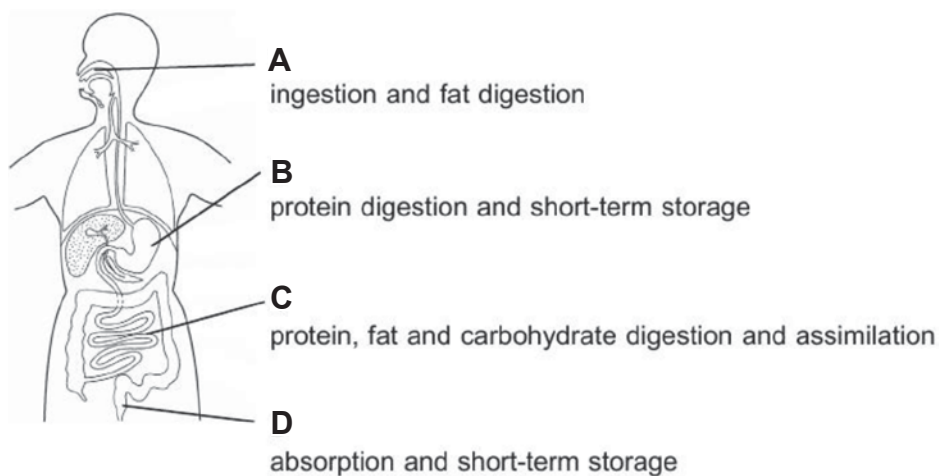 A
ingestion and fat digestion
B
protein digestion and short-term storage
C
protein, fat and carbohydrate digestion and assimilation
D
absorption and short-term storage